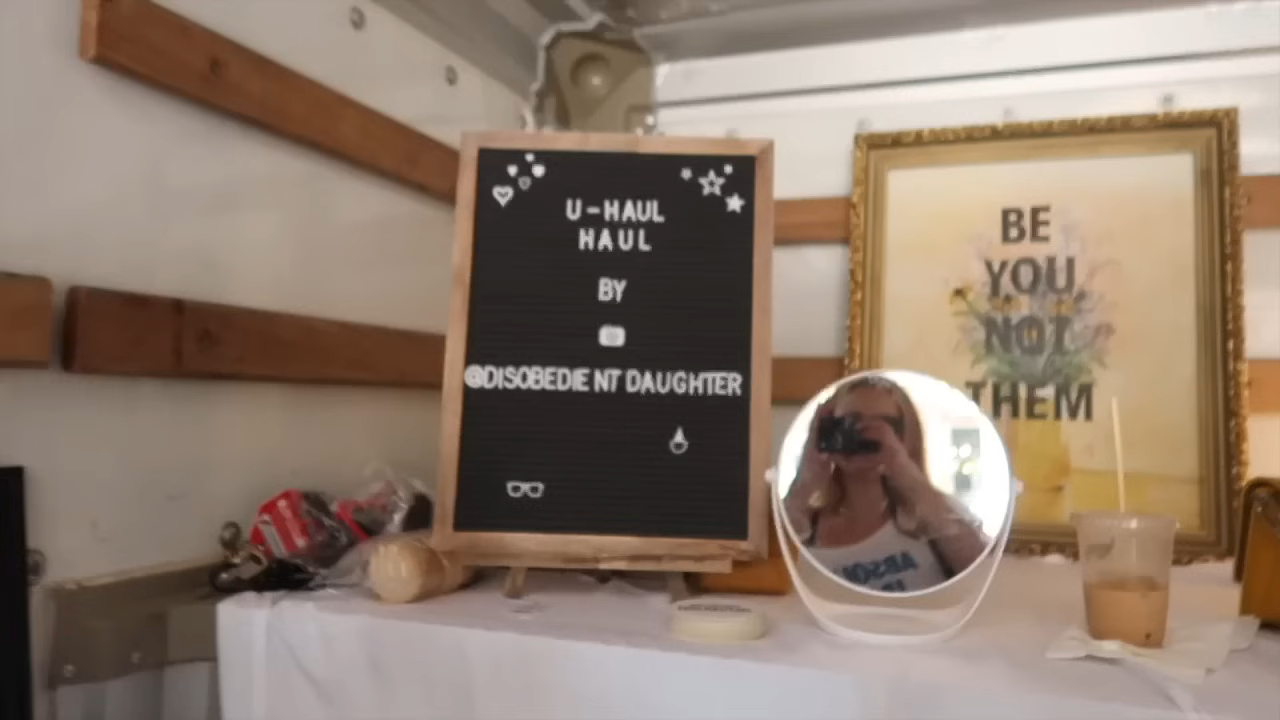 U-HAUL
HAUL
BY
@DISOBEDIENT DAUGHTER
BE
YOU
NOT
THEM